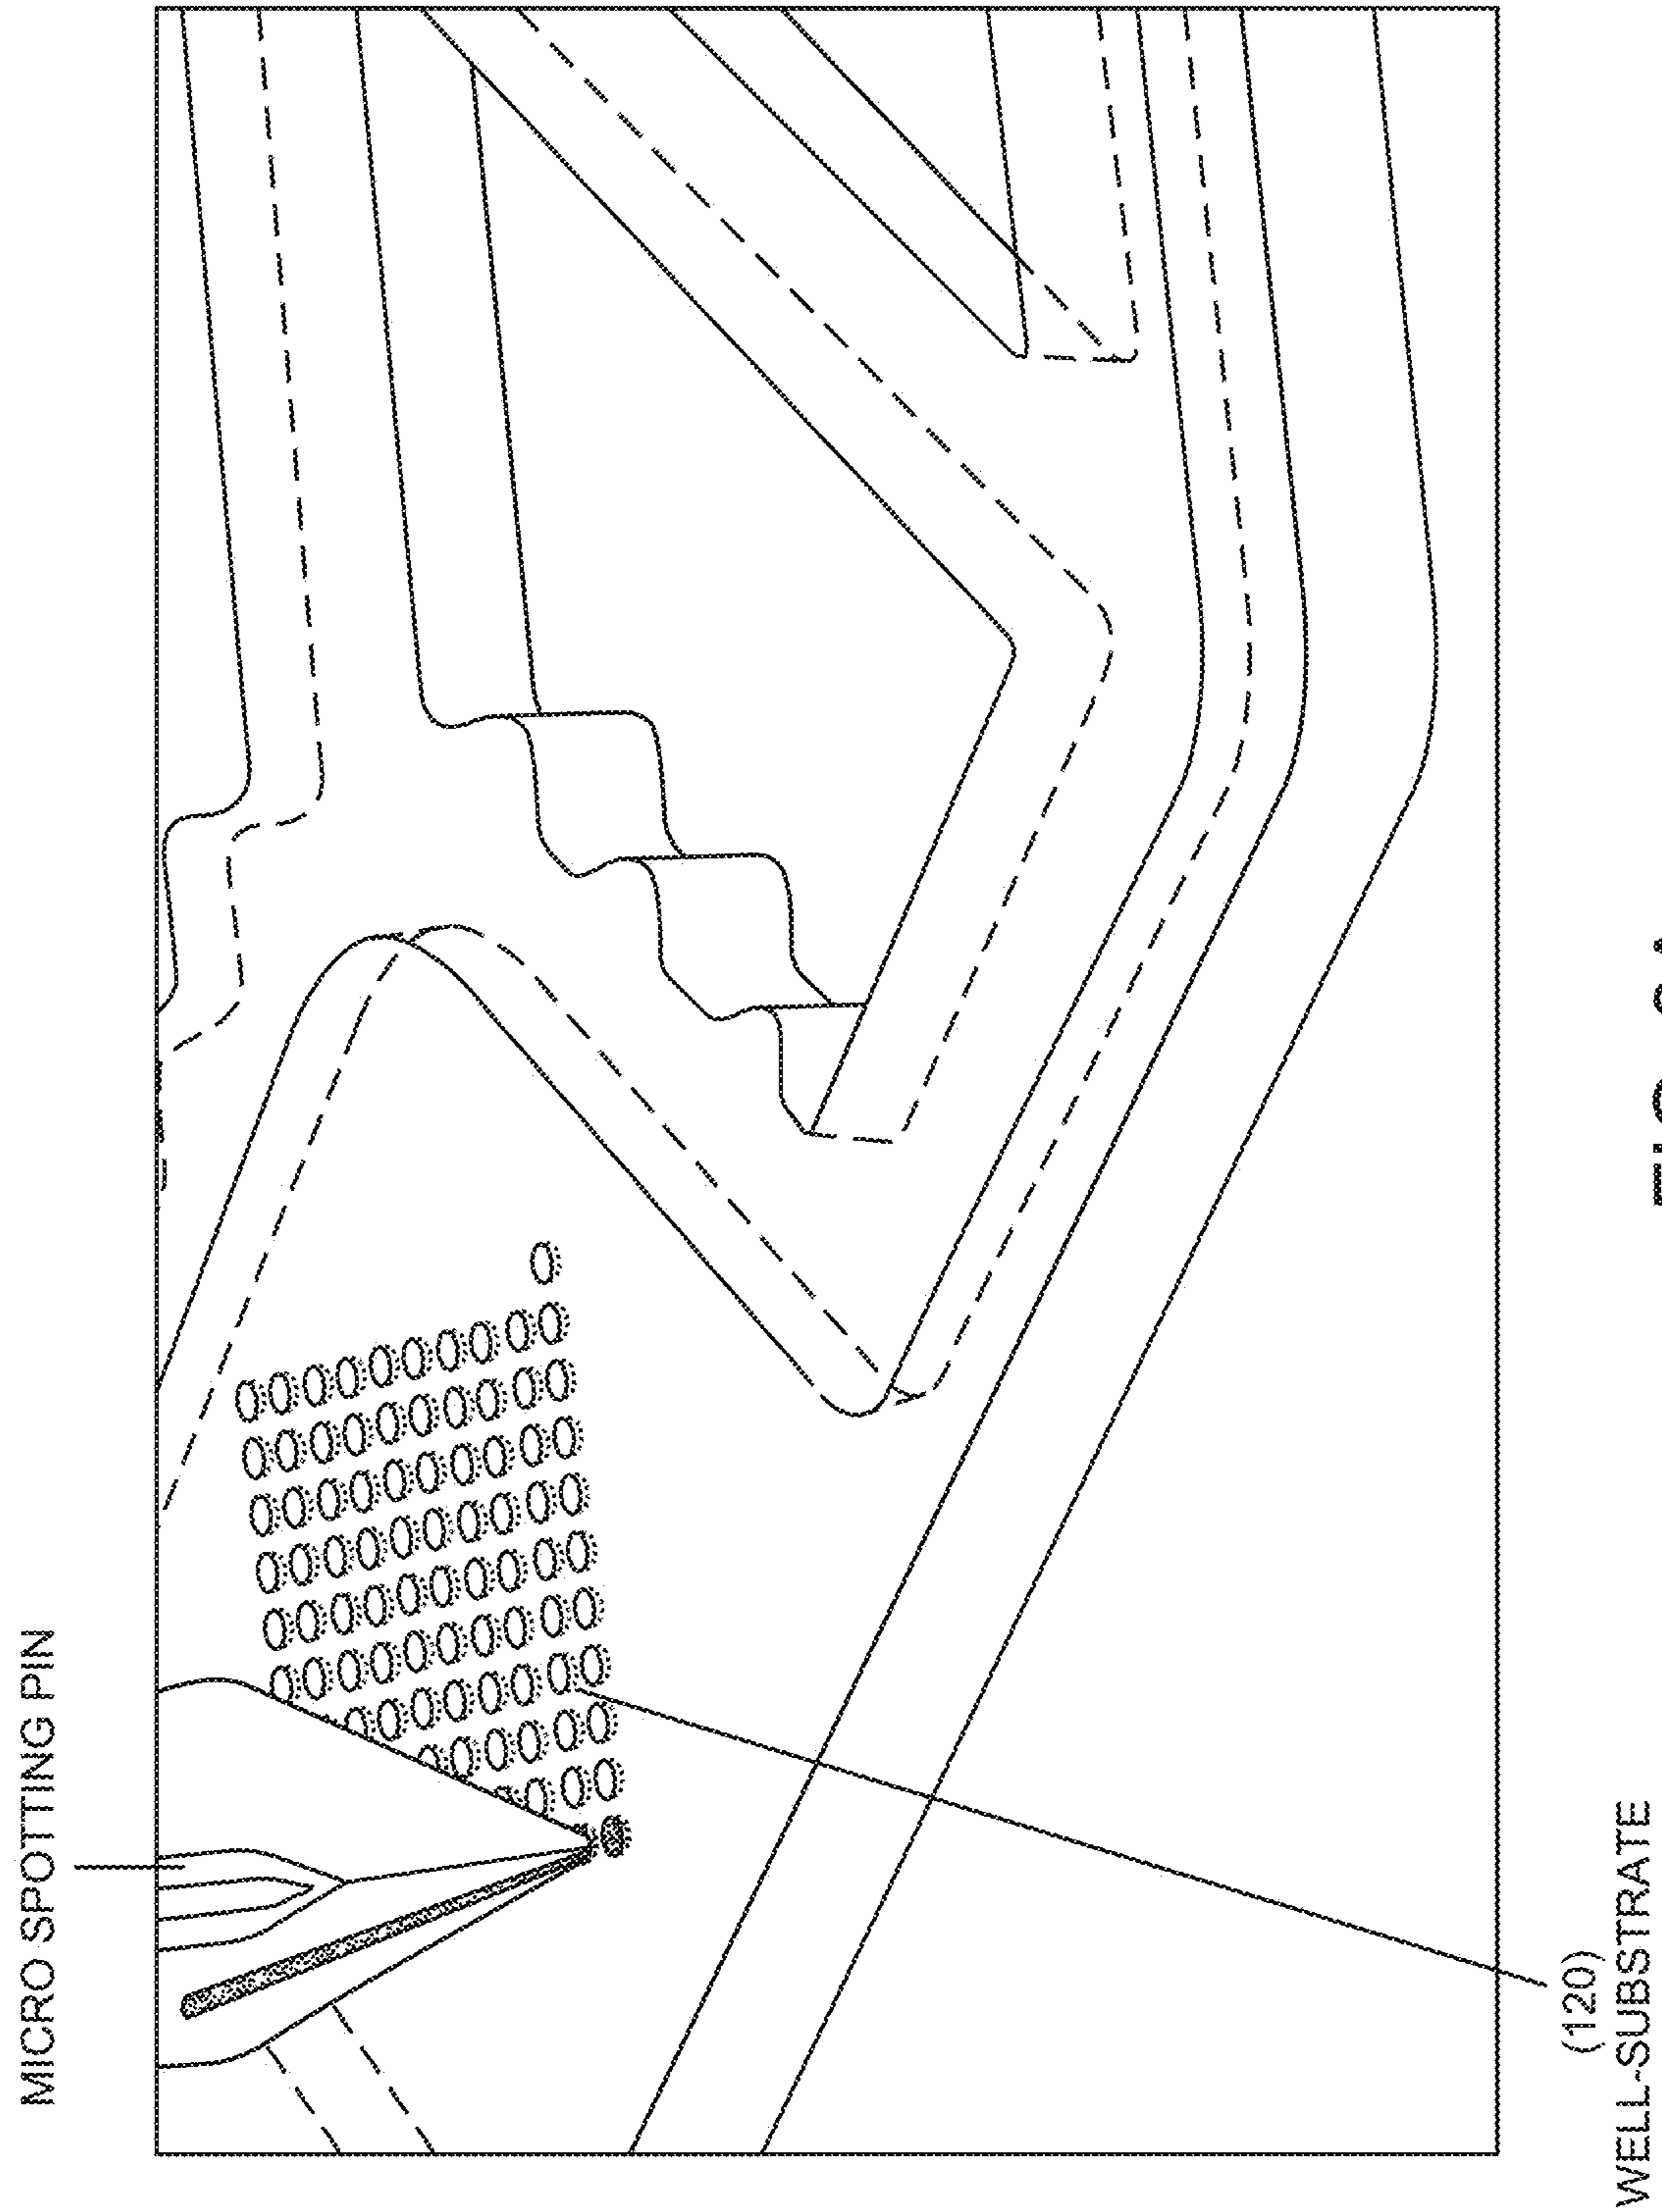 MICRO SPOTTING PIN
(120)
WELL-SUBSTRATE